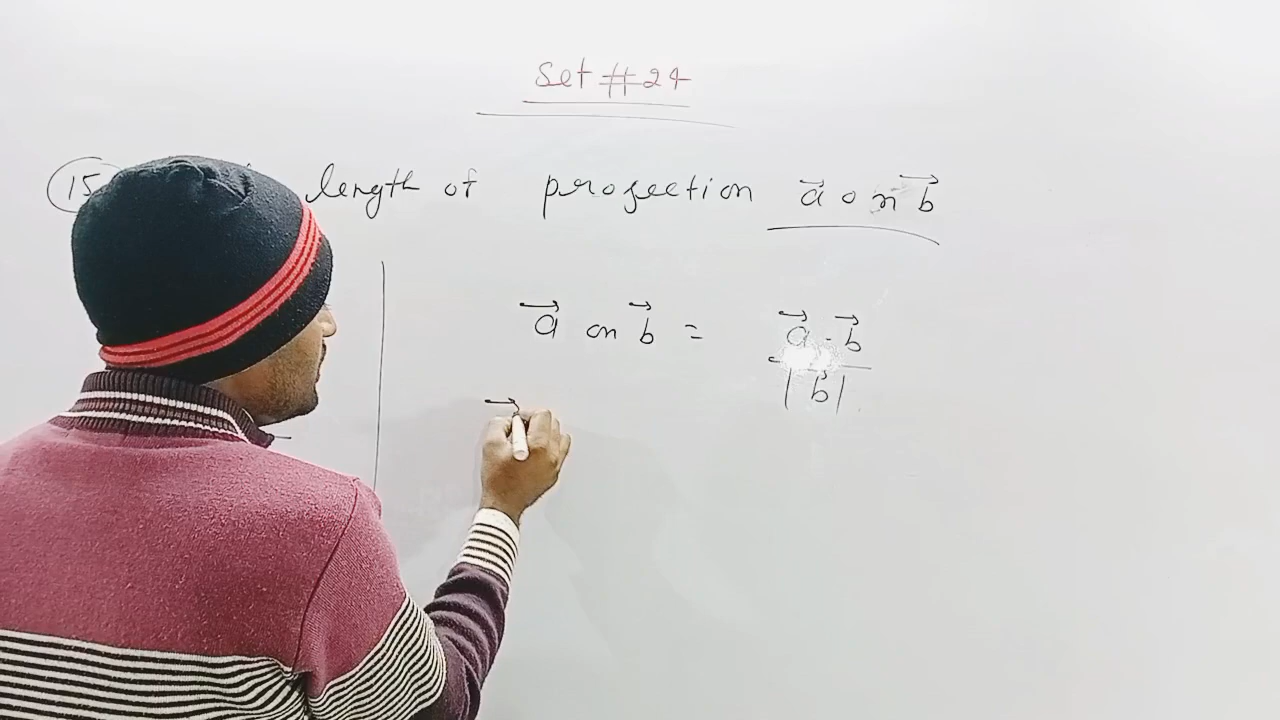 Set #24
15 length of projection a⃗ on b⃗
a⃗ on b⃗ = a⃗ · b⃗
|b⃗|